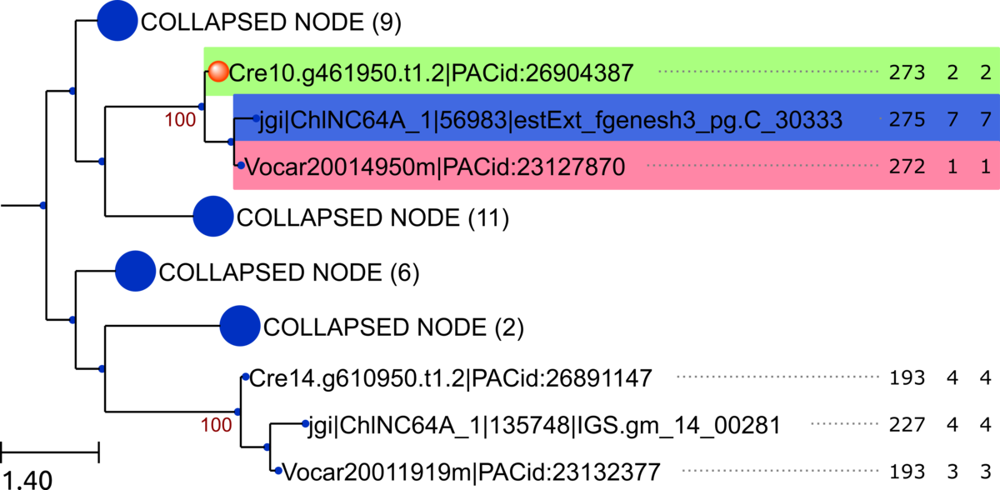 COLLAPSED NODE (9)
Cre10.g461950.t1.2|PACid:26904387 273 2 2
100
jgi|ChlNC64A_1|56983|estExt_fgenesh3_pg.C_30333 275 7 7
Vocar20014950m|PACid:23127870 272 1 1
COLLAPSED NODE (11)
COLLAPSED NODE (6)
COLLAPSED NODE (2)
Cre14.g610950.t1.2|PACid:26891147 193 4 4
100
jgi|ChlNC64A_1|135748|IGS.gm_14_00281 227 4 4
Vocar20011919m|PACid:23132377 193 3 3
1.40